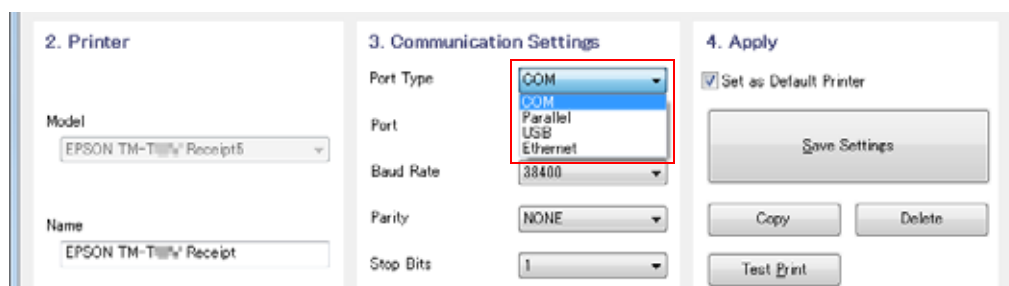 2. Printer
Model
EPSON TM-T Receipt5
Name
EPSON TM-T Receipt
3. Communication Settings
Port Type
COM
COM
Parallel
USB
Ethernet
Port
Baud Rate
38400
Parity
NONE
Stop Bits
1
4. Apply
Set as Default Printer
Save Settings
Copy
Delete
Test Print